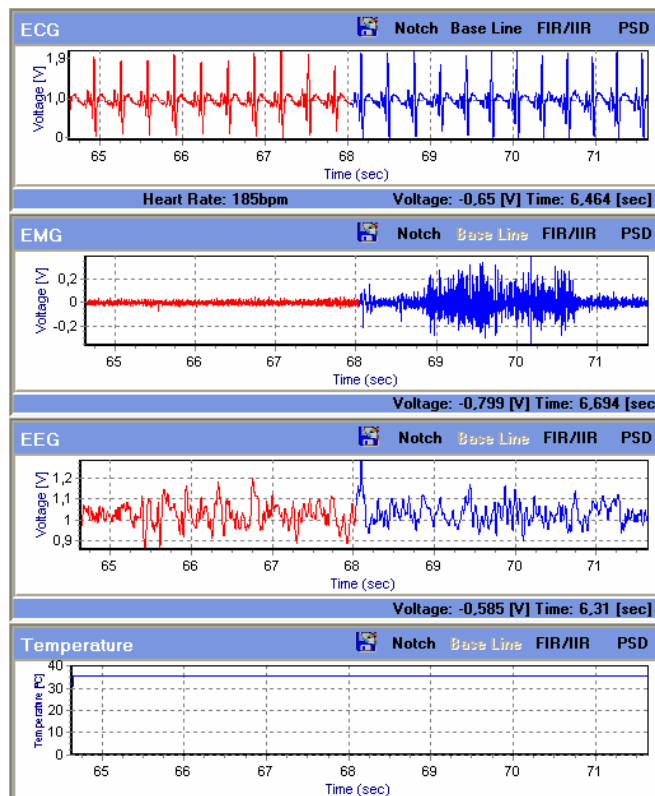 ECG Notch Base Line FIR/IIR PSD
Voltage [V]
1,9
1,0
0
65 66 67 68 69 70 71
Time (sec)
Heart Rate: 185bpm Voltage: -0,65 [V] Time: 6,464 [sec]
EMG Notch Base Line FIR/IIR PSD
Voltage [V]
0,2
0
-0,2
65 66 67 68 69 70 71
Time (sec)
Voltage: -0,799 [V] Time: 6,694 [sec
EEG Notch Base Line FIR/IIR PSD
Voltage [V]
1,2
1,1
1
0,9
65 66 67 68 69 70 71
Time (sec)
Voltage: -0,585 [V] Time: 6,31 [sec]
Temperature Notch Base Line FIR/IIR PSD
Temperature [ºC]
40
30
20
10
0
65 66 67 68 69 70 71
Time (sec)